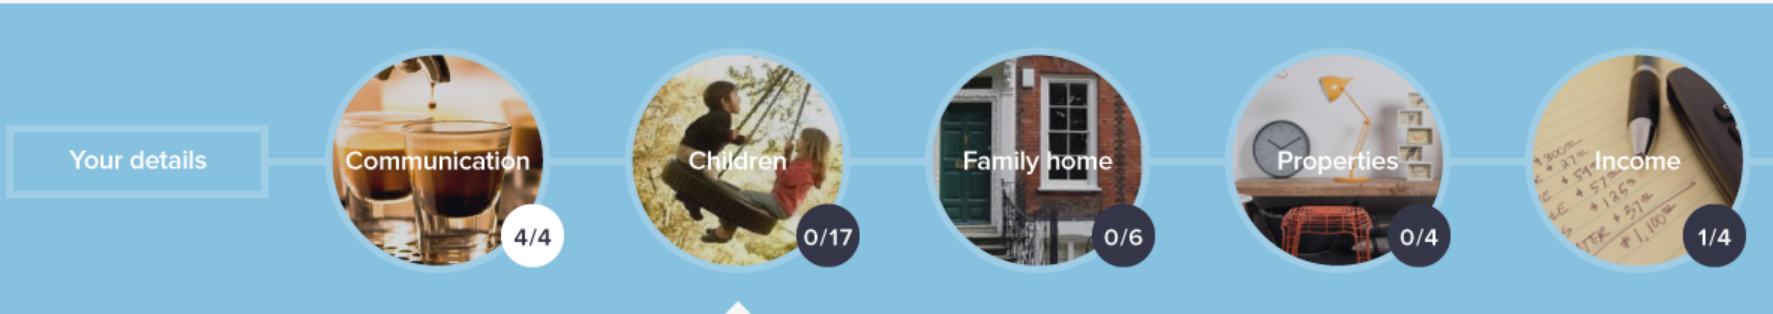 Your details
Communication
4/4
Children
0/17
Family home
0/6
Properties
0/4
Income
1/4